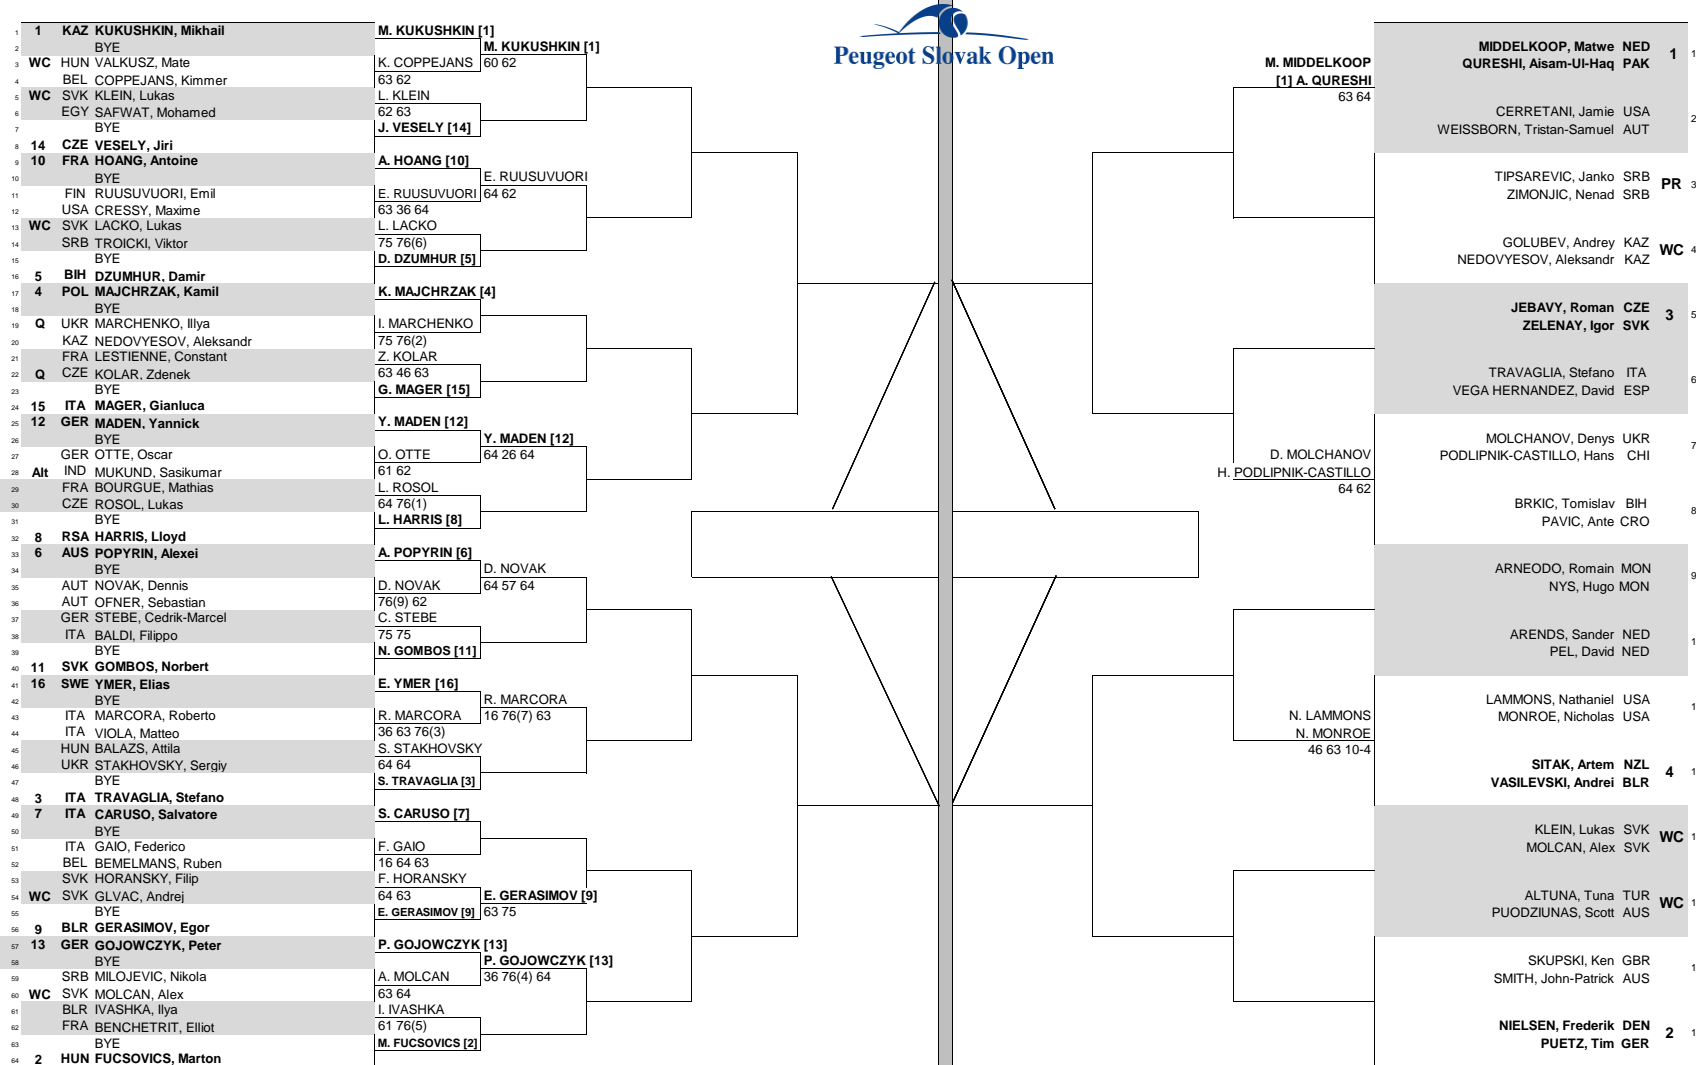 Peugeot Slovak Open
1 1 KAZ KUKUSHKIN, Mikhail
2 BYE
3 WC HUN VALKUSZ, Mate
4 BEL COPPEJANS, Kimmer
5 WC SVK KLEIN, Lukas
6 EGY SAFWAT, Mohamed
7 BYE
8 14 CZE VESELY, Jiri
9 10 FRA HOANG, Antoine
10 BYE
11 FIN RUUSUVUORI, Emil
12 USA CRESSY, Maxime
13 WC SVK LACKO, Lukas
14 SRB TROICKI, Viktor
15 BYE
16 5 BIH DZUMHUR, Damir
17 4 POL MAJCHRZAK, Kamil
18 BYE
19 Q UKR MARCHENKO, Illya
20 KAZ NEDOVYESOV, Aleksandr
21 FRA LESTIENNE, Constant
22 Q CZE KOLAR, Zdenek
23 BYE
24 15 ITA MAGER, Gianluca
25 12 GER MADEN, Yannick
26 BYE
27 GER OTTE, Oscar
28 Alt IND MUKUND, Sasikumar
29 FRA BOURGUE, Mathias
30 CZE ROSOL, Lukas
31 BYE
32 8 RSA HARRIS, Lloyd
33 6 AUS POPYRIN, Alexei
34 BYE
35 AUT NOVAK, Dennis
36 AUT OFNER, Sebastian
37 GER STEBE, Cedrik-Marcel
38 ITA BALDI, Filippo
39 BYE
40 11 SVK GOMBOS, Norbert
41 16 SWE YMER, Elias
42 BYE
43 ITA MARCORA, Roberto
44 ITA VIOLA, Matteo
45 HUN BALAZS, Attila
46 UKR STAKHOVSKY, Sergiy
47 BYE
48 3 ITA TRAVAGLIA, Stefano
49 7 ITA CARUSO, Salvatore
50 BYE
51 ITA GAIO, Federico
52 BEL BEMELMANS, Ruben
53 SVK HORANSKY, Filip
54 WC SVK GLVAC, Andrej
55 BYE
56 9 BLR GERASIMOV, Egor
57 13 GER GOJOWCZYK, Peter
58 BYE
59 SRB MILOJEVIC, Nikola
60 WC SVK MOLCAN, Alex
61 BLR IVASHKA, Ilya
62 FRA BENCHETRIT, Elliot
63 BYE
64 2 HUN FUCSOVICS, Marton
M. KUKUSHKIN [1]
K. COPPEJANS
63 62
L. KLEIN
62 63
J. VESELY [14]
A. HOANG [10]
E. RUUSUVUORI
63 36 64
L. LACKO
75 76(6)
D. DZUMHUR [5]
K. MAJCHRZAK [4]
I. MARCHENKO
75 76(2)
Z. KOLAR
63 46 63
G. MAGER [15]
Y. MADEN [12]
O. OTTE
61 62
L. ROSOL
64 76(1)
L. HARRIS [8]
A. POPYRIN [6]
D. NOVAK
76(9) 62
C. STEBE
75 75
N. GOMBOS [11]
E. YMER [16]
R. MARCORA
36 63 76(3)
S. STAKHOVSKY
64 64
S. TRAVAGLIA [3]
S. CARUSO [7]
F. GAIO
16 64 63
F. HORANSKY
64 63
E. GERASIMOV [9]
P. GOJOWCZYK [13]
A. MOLCAN
63 64
I. IVASHKA
61 76(5)
M. FUCSOVICS [2]
M. KUKUSHKIN [1]
60 62
E. RUUSUVUORI
64 62
Y. MADEN [12]
64 26 64
D. NOVAK
64 57 64
R. MARCORA
16 76(7) 63
E. GERASIMOV [9]
63 75
P. GOJOWCZYK [13]
36 76(4) 64
M. MIDDELKOOP
[1] A. QURESHI
63 64
D. MOLCHANOV
H. PODLIPNIK-CASTILLO
64 62
N. LAMMONS
N. MONROE
46 63 10-4
MIDDELKOOP, Matwe NED 1 1
QURESHI, Aisam-Ul-Haq PAK
CERRETANI, Jamie USA 2
WEISSBORN, Tristan-Samuel AUT
TIPSAREVIC, Janko SRB PR 3
ZIMONJIC, Nenad SRB
GOLUBEV, Andrey KAZ WC 4
NEDOVYESOV, Aleksandr KAZ
JEBAVY, Roman CZE 3 5
ZELENAY, Igor SVK
TRAVAGLIA, Stefano ITA 6
VEGA HERNANDEZ, David ESP
MOLCHANOV, Denys UKR 7
PODLIPNIK-CASTILLO, Hans CHI
BRKIC, Tomislav BIH 8
PAVIC, Ante CRO
ARNEODO, Romain MON 9
NYS, Hugo MON
ARENDS, Sander NED 1
PEL, David NED
LAMMONS, Nathaniel USA 1
MONROE, Nicholas USA
SITAK, Artem NZL 4 1
VASILEVSKI, Andrei BLR
KLEIN, Lukas SVK WC 1
MOLCAN, Alex SVK
ALTUNA, Tuna TUR WC 1
PUODZIUNAS, Scott AUS
SKUPSKI, Ken GBR 1
SMITH, John-Patrick AUS
NIELSEN, Frederik DEN 2 1
PUETZ, Tim GER